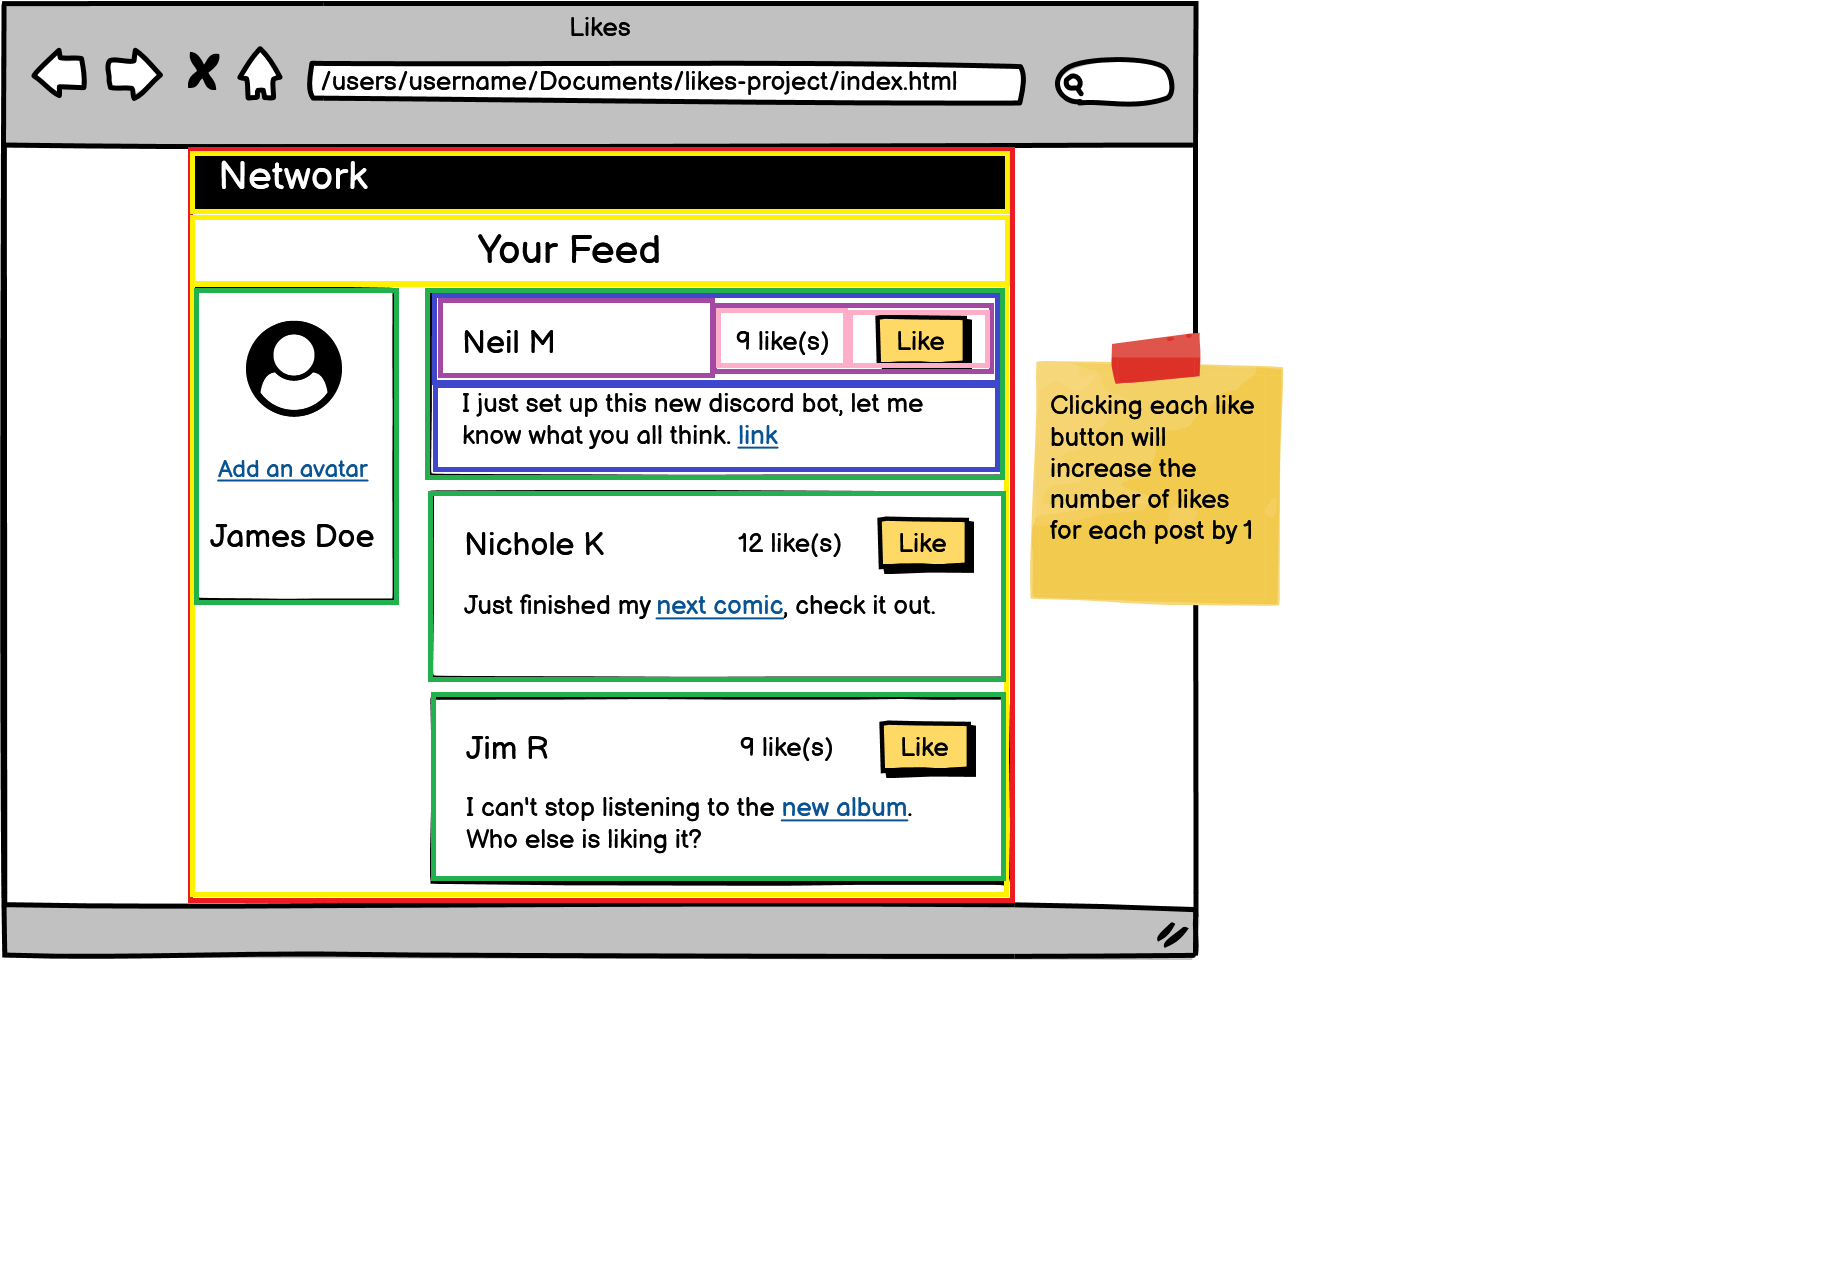 Likes
/users/username/Documents/likes-project/index.html
Network
Your Feed
Add an avatar
James Doe
Neil M
9 like(s)
Like
I just set up this new discord bot, let me
know what you all think. link
Nichole K
12 like(s)
Like
Just finished my next comic, check it out.
Jim R
9 like(s)
Like
I can't stop listening to the new album.
Who else is liking it?
Clicking each like
button will
increase the
number of likes
for each post by 1